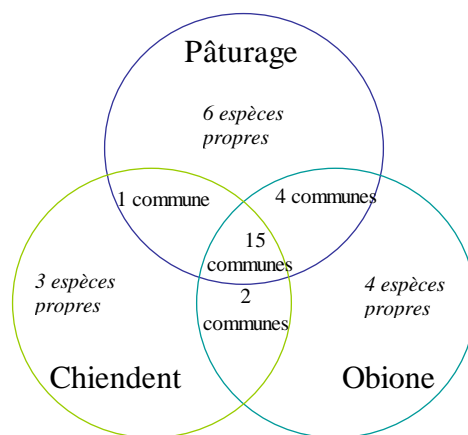 Pâturage
6 espèces
propres
1 commune
4 communes
15
communes
3 espèces
propres
2
communes
4 espèces
propres
Chiendent
Obione